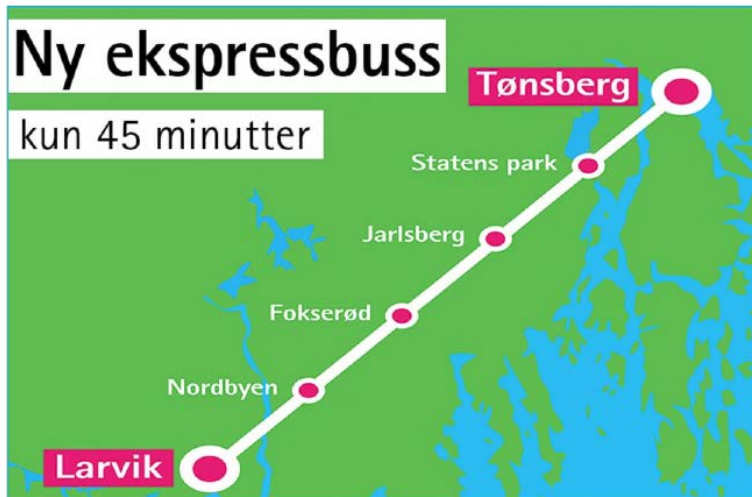 Ny ekspressbuss
kun 45 minutter
Tønsberg
Statens park
Jarlsberg
Fokserød
Nordbyen
Larvik